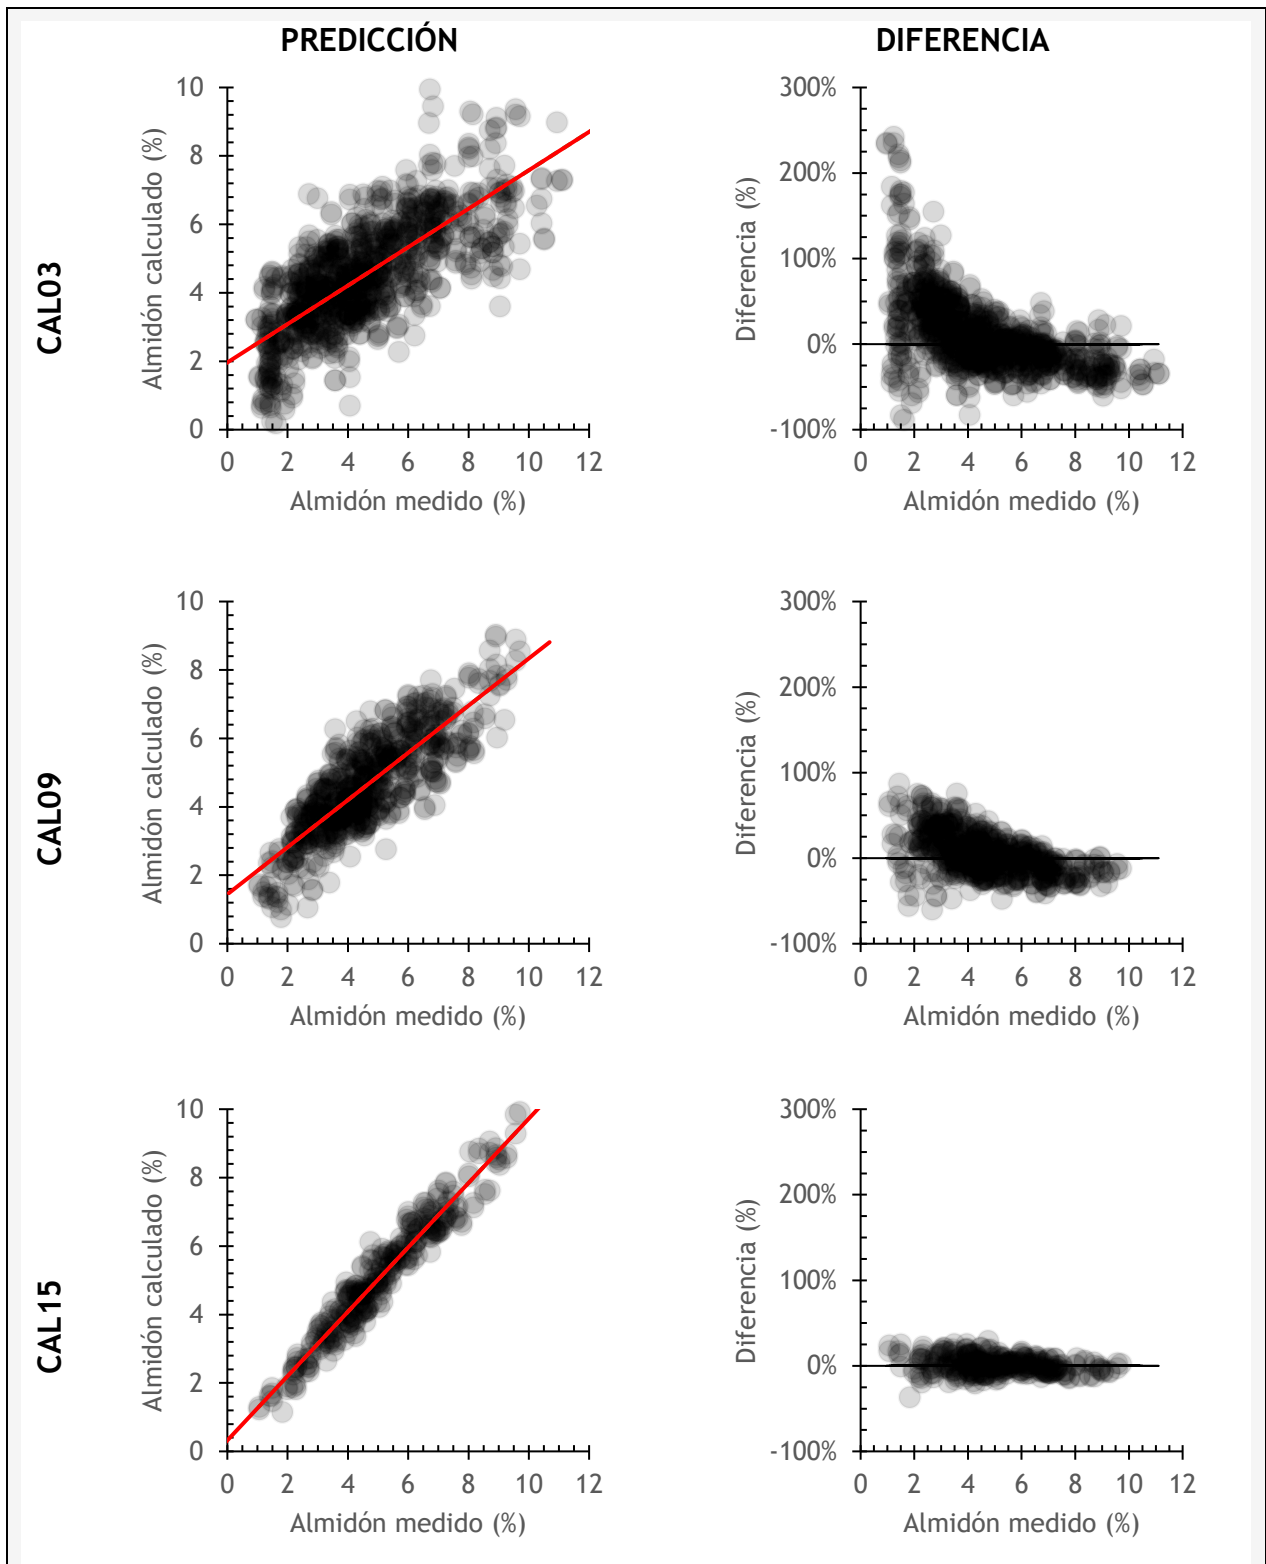 PREDICCIÓN DIFERENCIA
CAL03
Almidón calculado (%)
10
8
6
4
2
0
0 2 4 6 8 10 12
Almidón medido (%)
Diferencia (%)
300%
200%
100%
0%
-100%
0 2 4 6 8 10 12
Almidón medido (%)
CAL09
Almidón calculado (%)
10
8
6
4
2
0
0 2 4 6 8 10 12
Almidón medido (%)
Diferencia (%)
300%
200%
100%
0%
-100%
0 2 4 6 8 10 12
Almidón medido (%)
CAL15
Almidón calculado (%)
10
8
6
4
2
0
0 2 4 6 8 10 12
Almidón medido (%)
Diferencia (%)
300%
200%
100%
0%
-100%
0 2 4 6 8 10 12
Almidón medido (%)